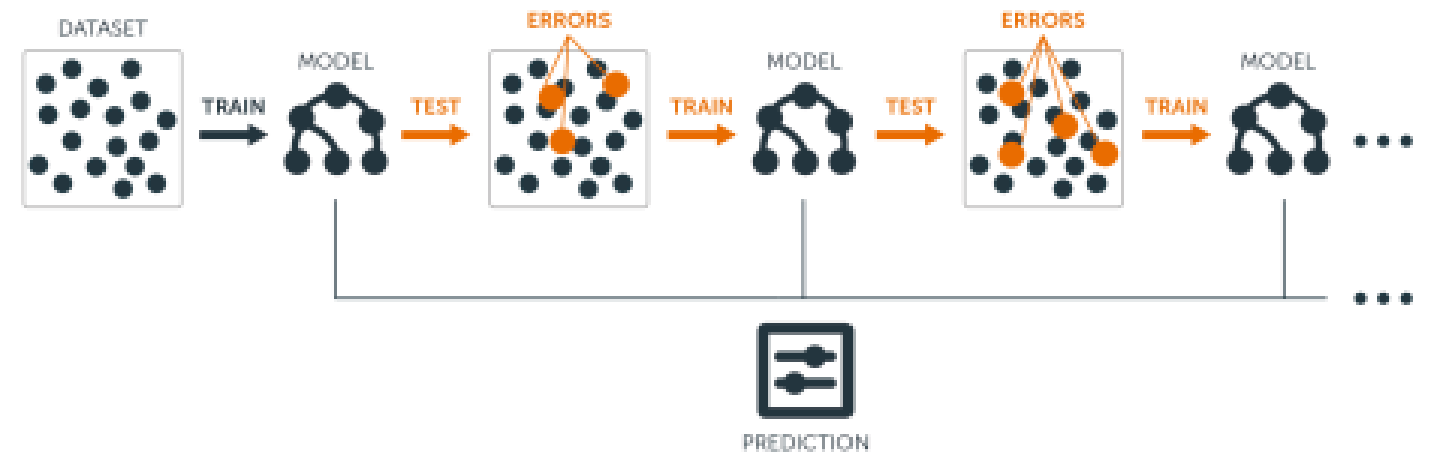 DATASET
TRAIN
MODEL
TEST
ERRORS
TRAIN
MODEL
TEST
ERRORS
TRAIN
MODEL
PREDICTION